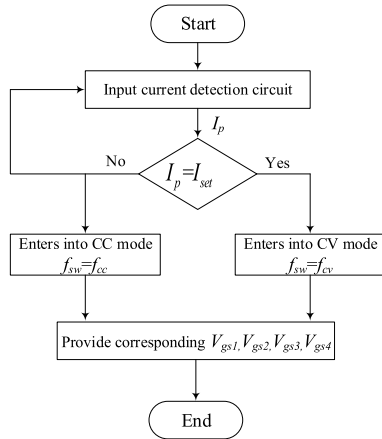 Start
Input current detection circuit
I_p
No
I_p=I_set
Yes
Enters into CC mode
f_sw=f_cc
Enters into CV mode
f_sw=f_cv
Provide corresponding V_gs1,V_gs2,V_gs3,V_gs4
End